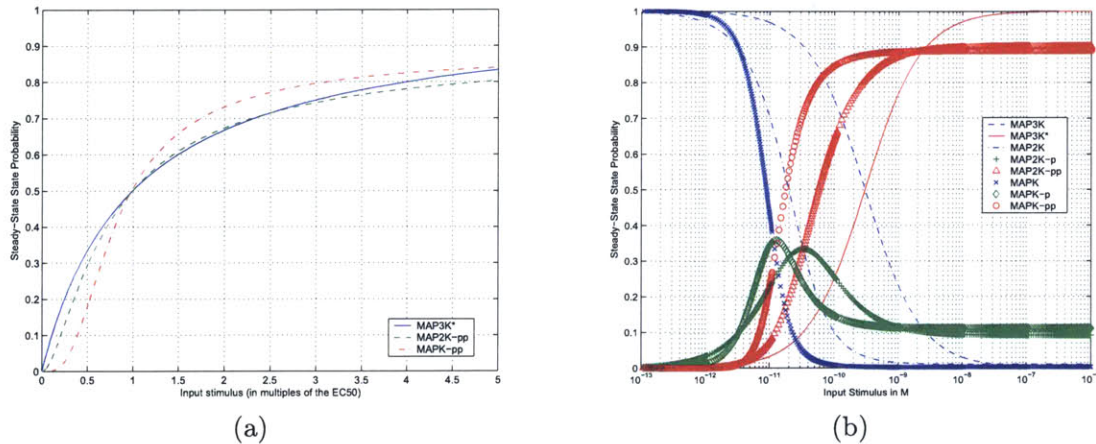 1
0.9
0.8
0.7
0.6
0.5
0.4
0.3
0.2
0.1
0
Steady-State State Probability
MAP3K*
MAP2K-pp
MAPK-pp
0 0.5 1 1.5 2 2.5 3 3.5 4 4.5 5
Input stimulus (in multiples of the EC50)
(a)
1
0.9
0.8
0.7
0.6
0.5
0.4
0.3
0.2
0.1
0
Steady-State State Probability
MAP3K
MAP3K*
MAP2K
MAP2K-p
MAP2K-pp
MAPK
MAPK-p
MAPK-pp
10⁻¹³ 10⁻¹² 10⁻¹¹ 10⁻¹⁰ 10⁻⁹ 10⁻⁸ 10⁻⁷ 10⁻
Input Stimulus in M
(b)